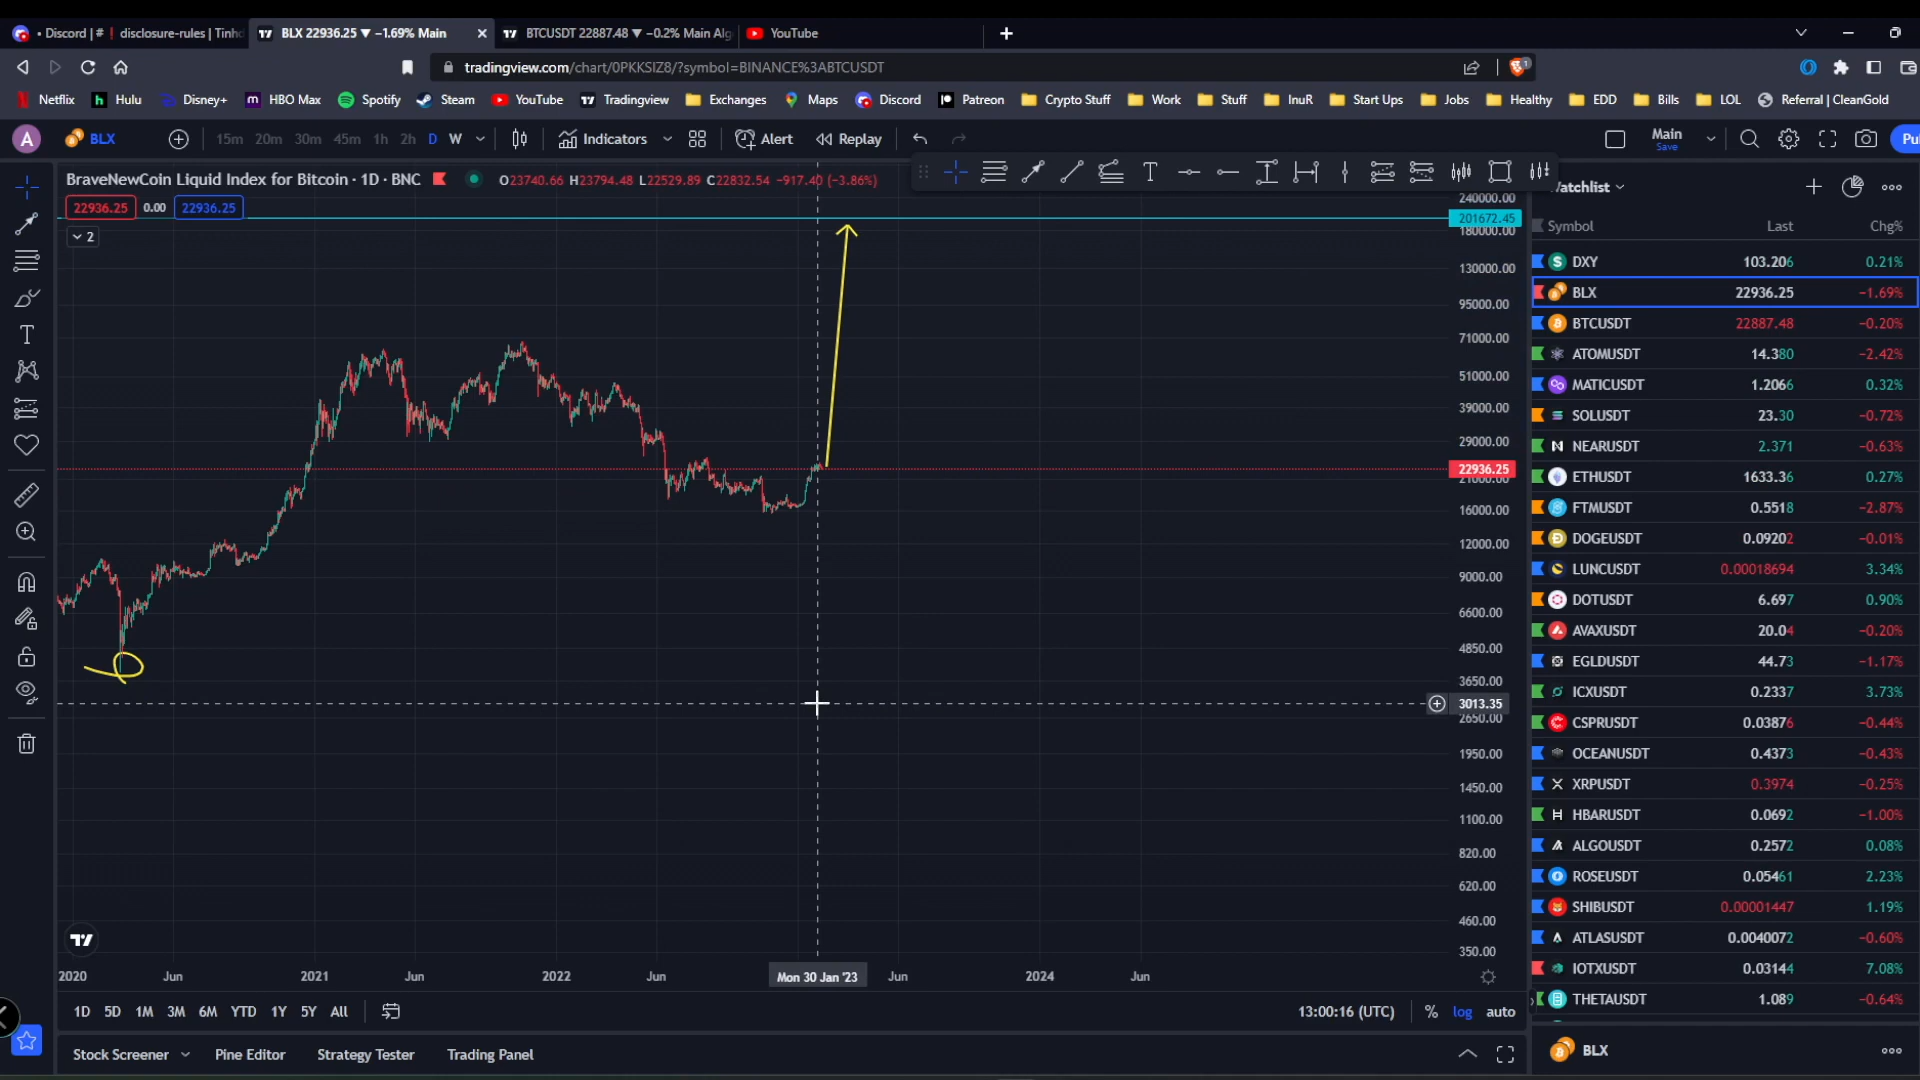 • Discord | # ❗ disclosure-rules | Tinh
BLX 22936.25 ▼ −1.69% Main
BTCUSDT 22887.48 ▼ −0.2% Main Alg
YouTube
tradingview.com/chart/0PKKSIZ8/?symbol=BINANCE%3ABTCUSDT
1
Netflix Hulu Disney+ HBO Max Spotify Steam YouTube Tradingview Exchanges Maps Discord Patreon Crypto Stuff Work Stuff InuR Start Ups Jobs Healthy EDD Bills LOL Referral | CleanGold
A BLX 15m 20m 30m 45m 1h 2h D W Indicators Alert Replay Main Save
BraveNewCoin Liquid Index for Bitcoin · 1D · BNC O23740.66 H23794.48 L22529.89 C22832.54 −917.40 (−3.86%)
22936.25 0.00 22936.25
2
240000.00
201672.45
180000.00
130000.00
95000.00
71000.00
51000.00
39000.00
29000.00
22936.25
21000.00
16000.00
12000.00
9000.00
6600.00
4850.00
3650.00
3013.35
2650.00
1950.00
1450.00
1100.00
820.00
620.00
460.00
350.00
2020 Jun 2021 Jun 2022 Jun Mon 30 Jan '23 Jun 2024 Jun
1D 5D 1M 3M 6M YTD 1Y 5Y All 13:00:16 (UTC) % log auto
Stock Screener Pine Editor Strategy Tester Trading Panel
Symbol Last Chg%
DXY 103.206 0.21%
BLX 22936.25 −1.69%
BTCUSDT 22887.48 −0.20%
ATOMUSDT 14.380 −2.42%
MATICUSDT 1.2066 0.32%
SOLUSDT 23.30 −0.72%
NEARUSDT 2.371 −0.63%
ETHUSDT 1633.36 0.27%
FTMUSDT 0.5518 −2.87%
DOGEUSDT 0.09202 −0.01%
LUNCUSDT 0.00018694 3.34%
DOTUSDT 6.697 0.90%
AVAXUSDT 20.04 −0.20%
EGLDUSDT 44.73 −1.17%
ICXUSDT 0.2337 3.73%
CSPRUSDT 0.03876 −0.44%
OCEANUSDT 0.4373 −0.43%
XRPUSDT 0.3974 −0.25%
HBARUSDT 0.0692 −1.00%
ALGOUSDT 0.2572 0.08%
ROSEUSDT 0.05461 2.23%
SHIBUSDT 0.00001447 1.19%
ATLASUSDT 0.0040072 −0.60%
IOTXUSDT 0.03144 7.08%
THETAUSDT 1.089 −0.64%
BLX